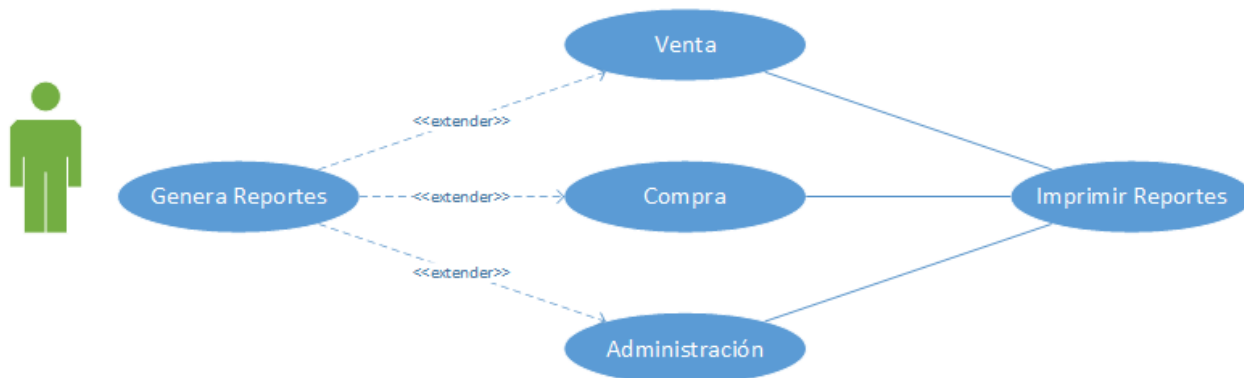 Venta
<<extender>>
Genera Reportes
<<extender>>
Compra
Imprimir Reportes
<<extender>>
Administración